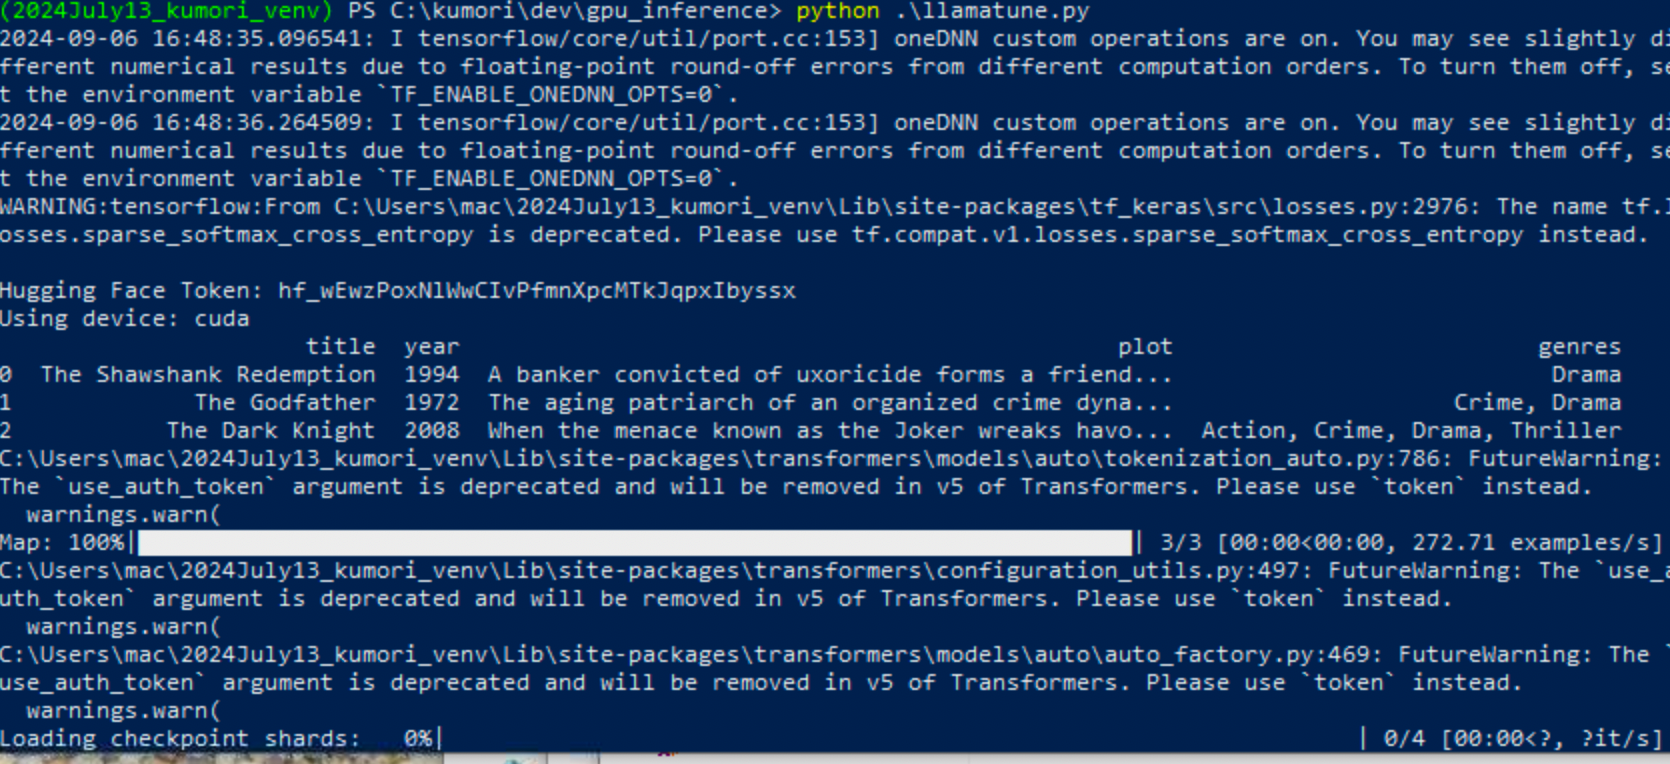 (2024July13_kumori_venv) PS C:\kumori\dev\gpu_inference> python .\llamatune.py
2024-09-06 16:48:35.096541: I tensorflow/core/util/port.cc:153] oneDNN custom operations are on. You may see slightly di
fferent numerical results due to floating-point round-off errors from different computation orders. To turn them off, se
t the environment variable `TF_ENABLE_ONEDNN_OPTS=0`.
2024-09-06 16:48:36.264509: I tensorflow/core/util/port.cc:153] oneDNN custom operations are on. You may see slightly di
fferent numerical results due to floating-point round-off errors from different computation orders. To turn them off, se
t the environment variable `TF_ENABLE_ONEDNN_OPTS=0`.
WARNING:tensorflow:From C:\Users\mac\2024July13_kumori_venv\Lib\site-packages\tf_keras\src\losses.py:2976: The name tf.l
osses.sparse_softmax_cross_entropy is deprecated. Please use tf.compat.v1.losses.sparse_softmax_cross_entropy instead.

Hugging Face Token: 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
Using device: cuda
title year plot genres
0 The Shawshank Redemption 1994 A banker convicted of uxoricide forms a friend... Drama
1 The Godfather 1972 The aging patriarch of an organized crime dyna... Crime, Drama
2 The Dark Knight 2008 When the menace known as the Joker wreaks havo... Action, Crime, Drama, Thriller
C:\Users\mac\2024July13_kumori_venv\Lib\site-packages\transformers\models\auto\tokenization_auto.py:786: FutureWarning:
The `use_auth_token` argument is deprecated and will be removed in v5 of Transformers. Please use `token` instead.
warnings.warn(
Map: 100%| | 3/3 [00:00<00:00, 272.71 examples/s]
C:\Users\mac\2024July13_kumori_venv\Lib\site-packages\transformers\configuration_utils.py:497: FutureWarning: The `use_a
uth_token` argument is deprecated and will be removed in v5 of Transformers. Please use `token` instead.
warnings.warn(
C:\Users\mac\2024July13_kumori_venv\Lib\site-packages\transformers\models\auto\auto_factory.py:469: FutureWarning: The `
use_auth_token` argument is deprecated and will be removed in v5 of Transformers. Please use `token` instead.
warnings.warn(
Loading checkpoint shards: 0%| | 0/4 [00:00<?, ?it/s]